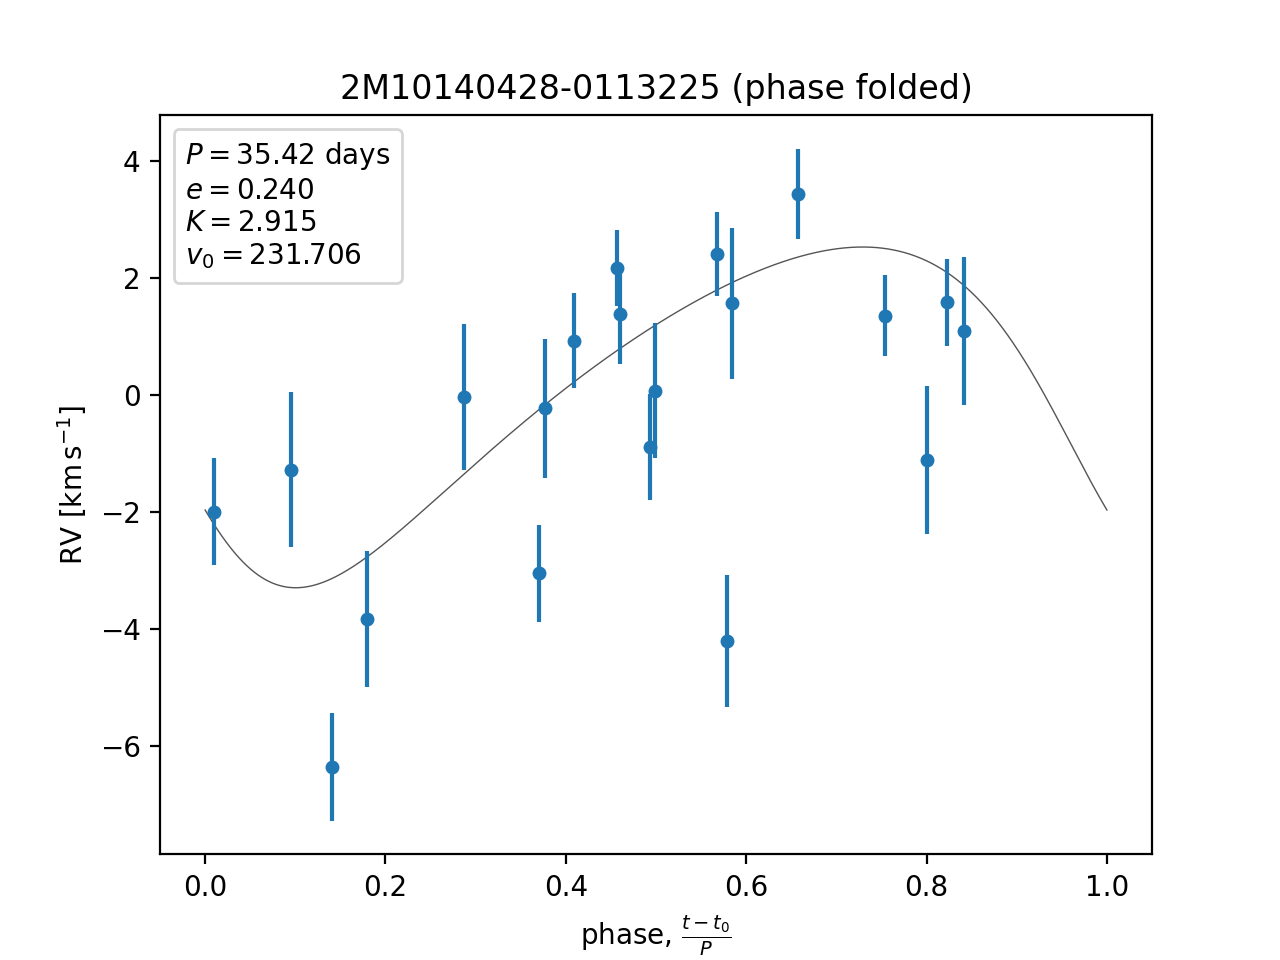 2M10140428-0113225 (phase folded)
P = 35.42 days
e = 0.240
K = 2.915
v₀ = 231.706
4
2
0
−2
−4
−6
RV [km s⁻¹]
0.0 0.2 0.4 0.6 0.8 1.0
phase, (t − t₀)/P